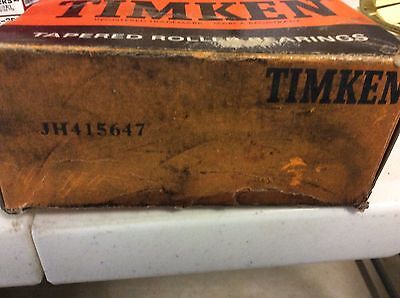 TIMKEN
TAPERED ROLLER BEARINGS
TIMKEN
JH415647